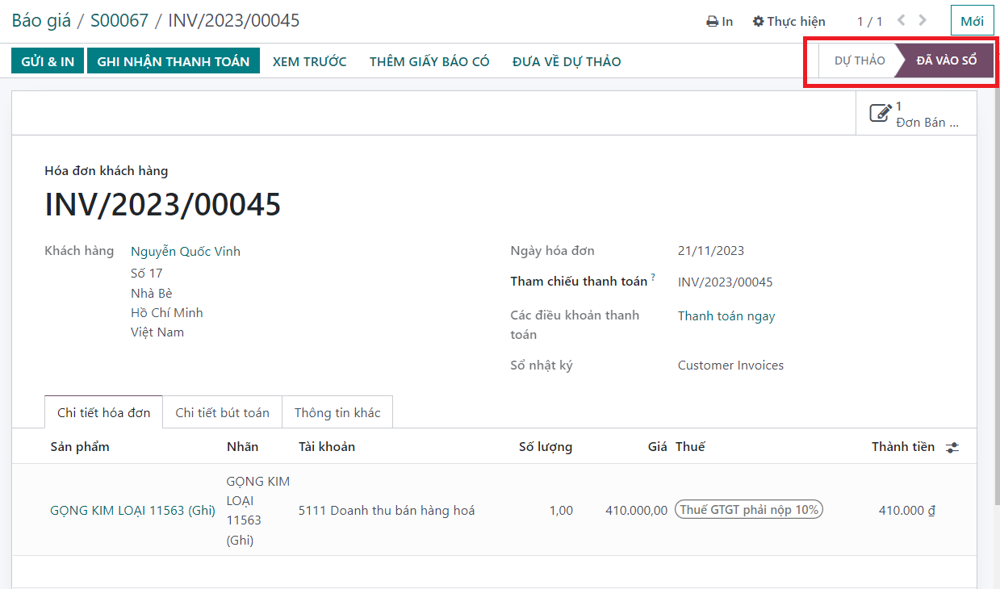 Báo giá / S00067 / INV/2023/00045
In
Thực hiện
1 / 1
Mới
GỬI & IN
GHI NHẬN THANH TOÁN
XEM TRƯỚC
THÊM GIẤY BÁO CÓ
ĐƯA VỀ DỰ THẢO
DỰ THẢO
ĐÃ VÀO SỔ
1
Đơn Bán ...
Hóa đơn khách hàng
INV/2023/00045
Khách hàng
Nguyễn Quốc Vinh
Số 17
Nhà Bè
Hồ Chí Minh
Việt Nam
Ngày hóa đơn
21/11/2023
Tham chiếu thanh toán ?
INV/2023/00045
Các điều khoản thanh
toán
Thanh toán ngay
Sổ nhật ký
Customer Invoices
Chi tiết hóa đơn
Chi tiết bút toán
Thông tin khác
Sản phẩm
Nhãn
Tài khoản
Số lượng
Giá
Thuế
Thành tiền
GỌNG KIM LOẠI 11563 (Ghi)
GỌNG KIM
LOẠI
11563
(Ghi)
5111 Doanh thu bán hàng hoá
1,00
410.000,00
Thuế GTGT phải nộp 10%
410.000 ₫